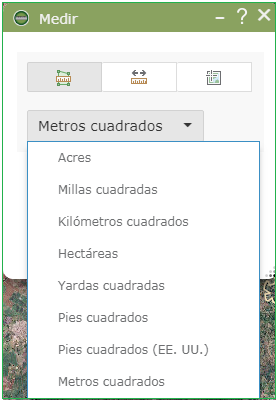 Medir
Metros cuadrados
Acres
Millas cuadradas
Kilómetros cuadrados
Hectáreas
Yardas cuadradas
Pies cuadrados
Pies cuadrados (EE. UU.)
Metros cuadrados